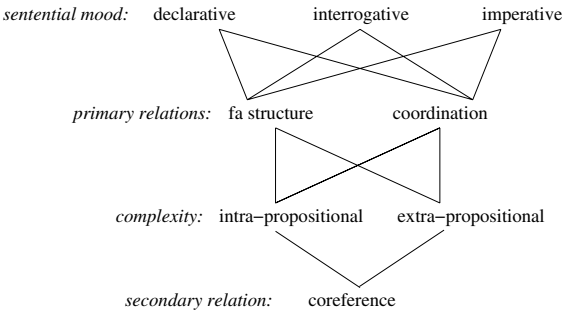 sentential mood: declarative interrogative imperative
primary relations: fa structure coordination
complexity: intra−propositional extra−propositional
secondary relation: coreference